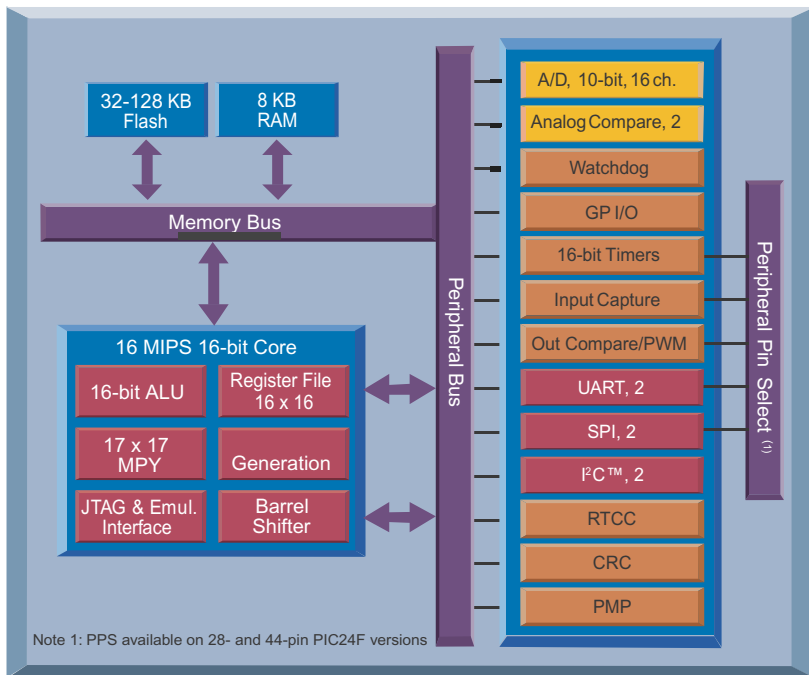 32-128 KB
Flash
8 KB
RAM
Memory Bus
16 MIPS 16-bit Core
16-bit ALU
Register File
16 x 16
17 x 17
MPY
Generation
JTAG & Emul.
Interface
Barrel
Shifter
Peripheral Bus
A/D, 10-bit, 16 ch.
Analog Compare, 2
Watchdog
GP I/O
16-bit Timers
Input Capture
Out Compare/PWM
UART, 2
SPI, 2
I²C™, 2
RTCC
CRC
PMP
Peripheral Pin Select (1)
Note 1: PPS available on 28- and 44-pin PIC24F versions